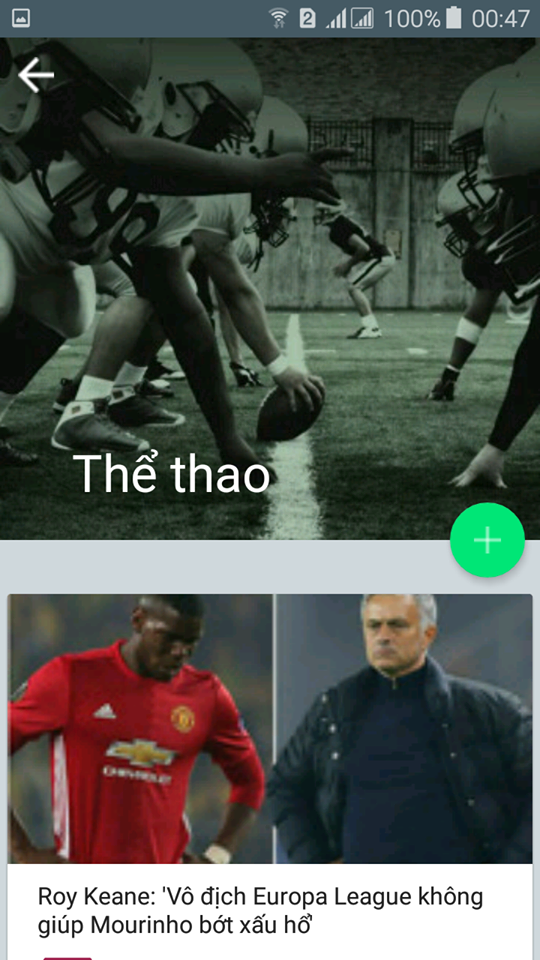 2 100% 00:47
Thể thao
CHEVROLET
Roy Keane: 'Vô địch Europa League không
giúp Mourinho bớt xấu hổ'